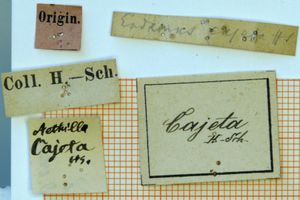 Origin.
Coll. H.—Sch.
Aethilla
Cajeta
Hs.
Cajeta
H-Sch.